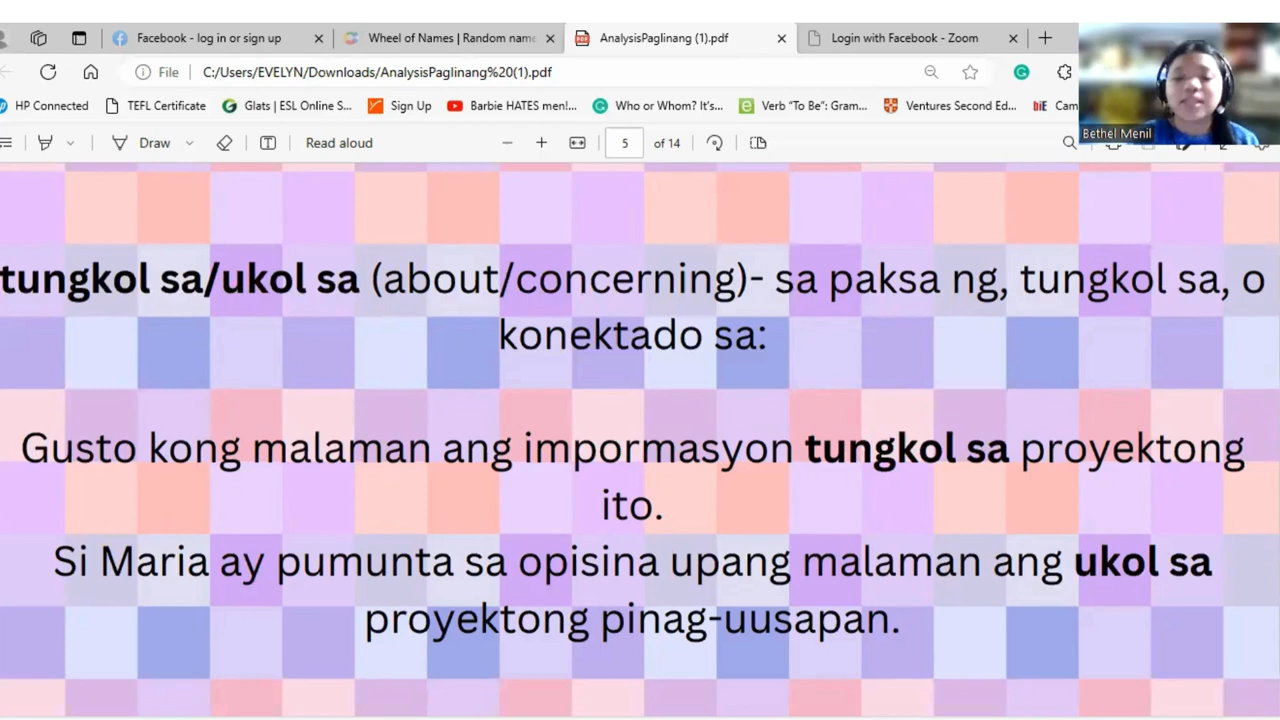 Facebook - log in or sign up
Wheel of Names | Random name
AnalysisPaglinang (1).pdf
Login with Facebook - Zoom
File
C:/Users/EVELYN/Downloads/AnalysisPaglinang%20(1).pdf
HP Connected
TEFL Certificate
Glats | ESL Online S...
Sign Up
Barbie HATES men!...
Who or Whom? It's...
Verb "To Be": Gram...
Ventures Second Ed...
Cam
Bethel Menil
Draw
Read aloud
5
of 14
tungkol sa/ukol sa (about/concerning)- sa paksa ng, tungkol sa, o
konektado sa:
Gusto kong malaman ang impormasyon tungkol sa proyektong
ito.
Si Maria ay pumunta sa opisina upang malaman ang ukol sa
proyektong pinag-uusapan.